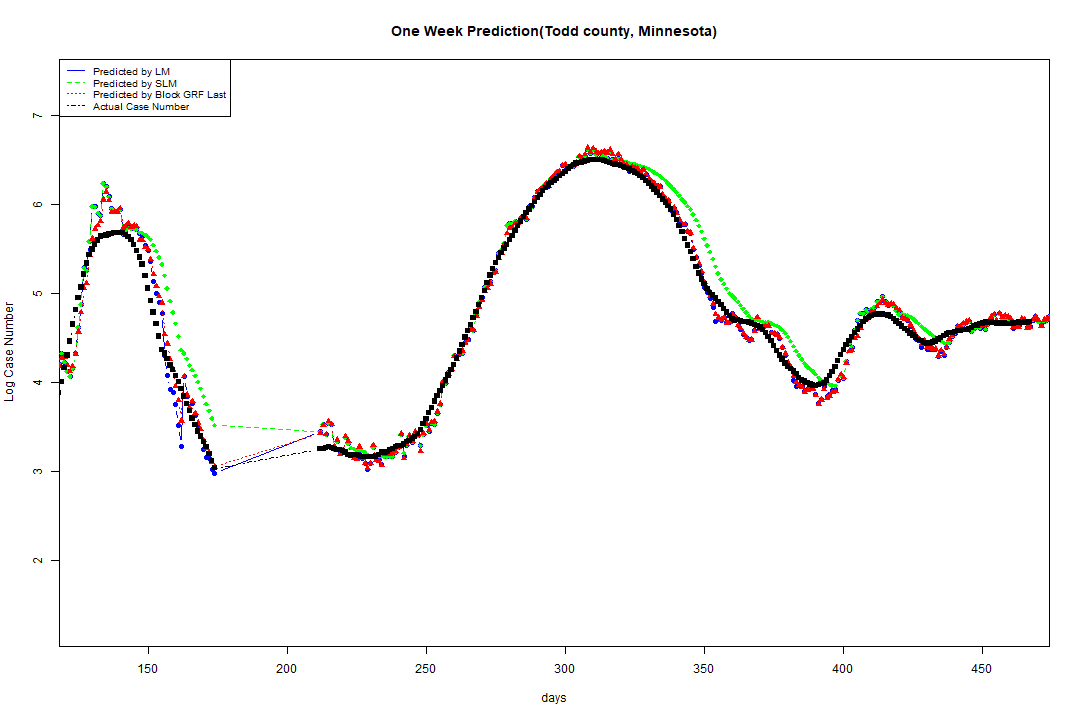 One Week Prediction(Todd county, Minnesota)
Predicted by LM
Predicted by SLM
Predicted by Block GRF Last
Actual Case Number
Log Case Number
7
6
5
4
3
2
150 200 250 300 350 400 450
days